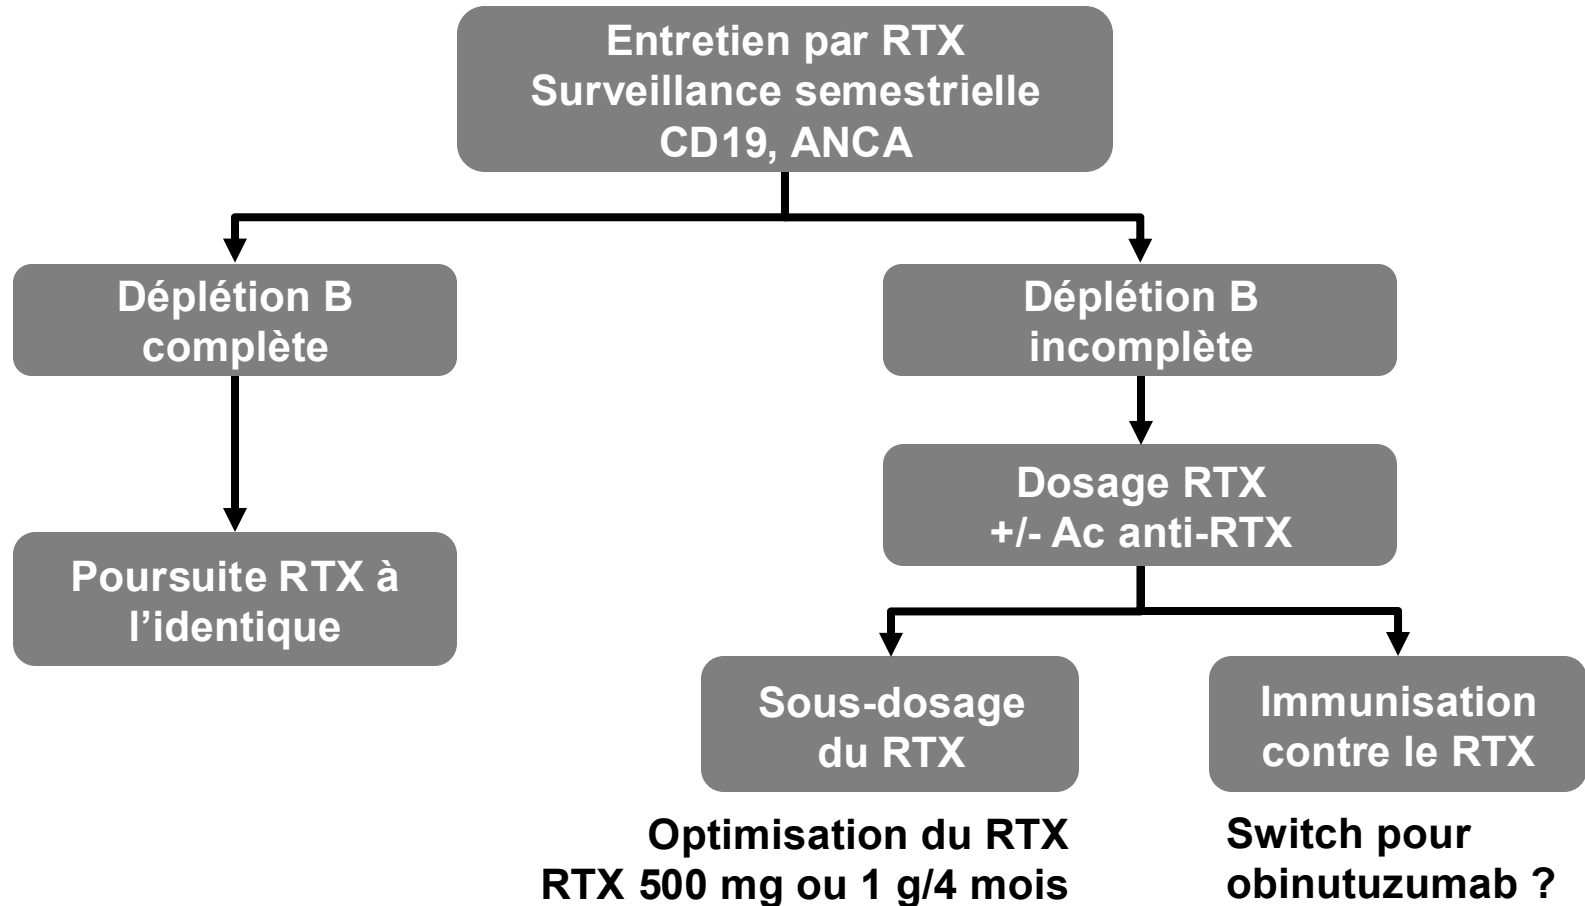 Entretien par RTX
Surveillance semestrielle
CD19, ANCA
Déplétion B
complète
Déplétion B
incomplète
Dosage RTX
+/- Ac anti-RTX
Poursuite RTX à
l’identique
Sous-dosage
du RTX
Immunisation
contre le RTX
Optimisation du RTX
RTX 500 mg ou 1 g/4 mois
Switch pour
obinutuzumab ?